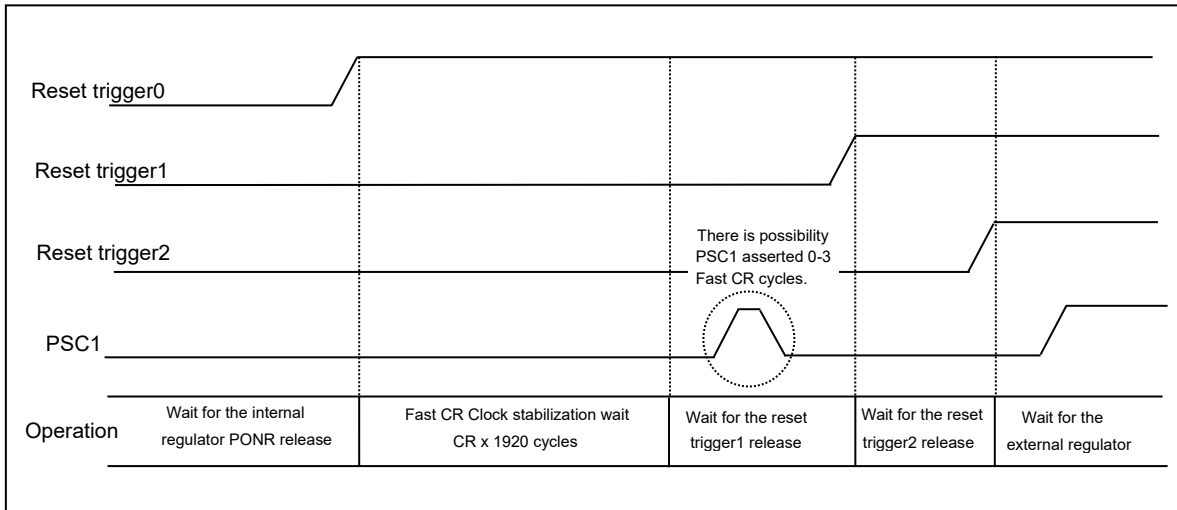 Reset trigger0
Reset trigger1
Reset trigger2
There is possibility
PSC1 asserted 0-3
Fast CR cycles.
PSC1
Operation
Wait for the internal
regulator PONR release
Fast CR Clock stabilization wait
CR x 1920 cycles
Wait for the reset
trigger1 release
Wait for the reset
trigger2 release
Wait for the
external regulator